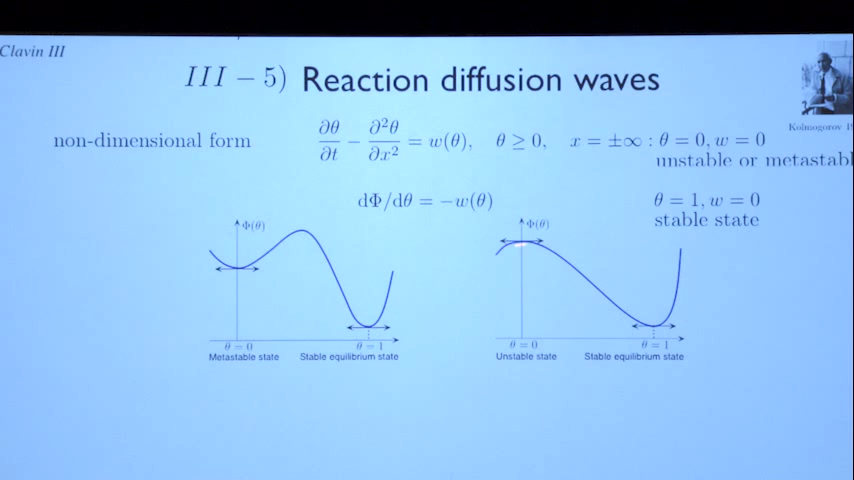 Clavin III
III – 5) Reaction diffusion waves
Kolmogorov
non-dimensional form ∂θ/∂t − ∂²θ/∂x² = w(θ), θ ≥ 0, x = ±∞ : θ = 0, w = 0
unstable or metastabl
dΦ/dθ = −w(θ) θ = 1, w = 0
stable state
Φ(θ) Φ(θ)
θ = 0 θ = 1 θ = 0 θ = 1
Metastable state Stable equilibrium state Unstable state Stable equilibrium state